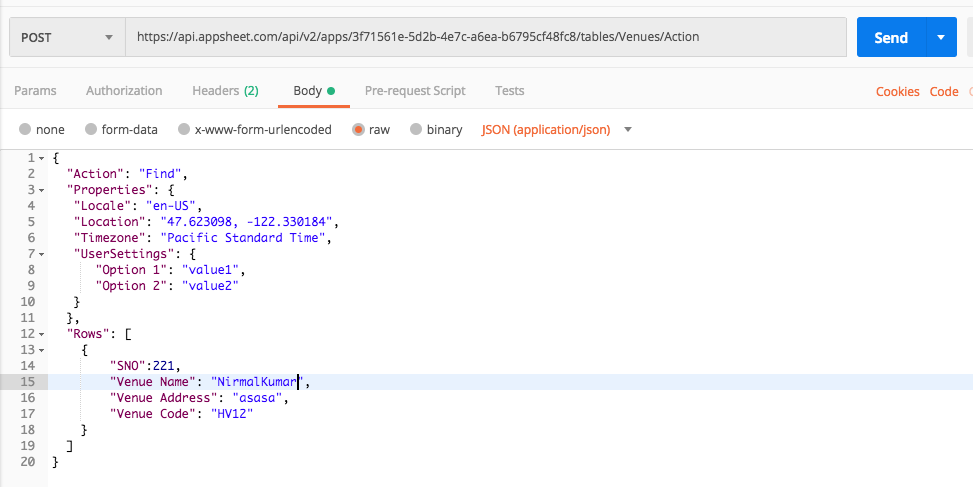 POST https://api.appsheet.com/api/v2/apps/3f71561e-5d2b-4e7c-a6ea-b6795cf48fc8/tables/Venues/Action Send
Params Authorization Headers (2) Body Pre-request Script Tests Cookies Code
none form-data x-www-form-urlencoded raw binary JSON (application/json)
1 {
2 "Action": "Find",
3 "Properties": {
4 "Locale": "en-US",
5 "Location": "47.623098, -122.330184",
6 "Timezone": "Pacific Standard Time",
7 "UserSettings": {
8 "Option 1": "value1",
9 "Option 2": "value2"
10 }
11 },
12 "Rows": [
13 {
14 "SNO":221,
15 "Venue Name": "NirmalKumar",
16 "Venue Address": "asasa",
17 "Venue Code": "HV12"
18 }
19 ]
20 }